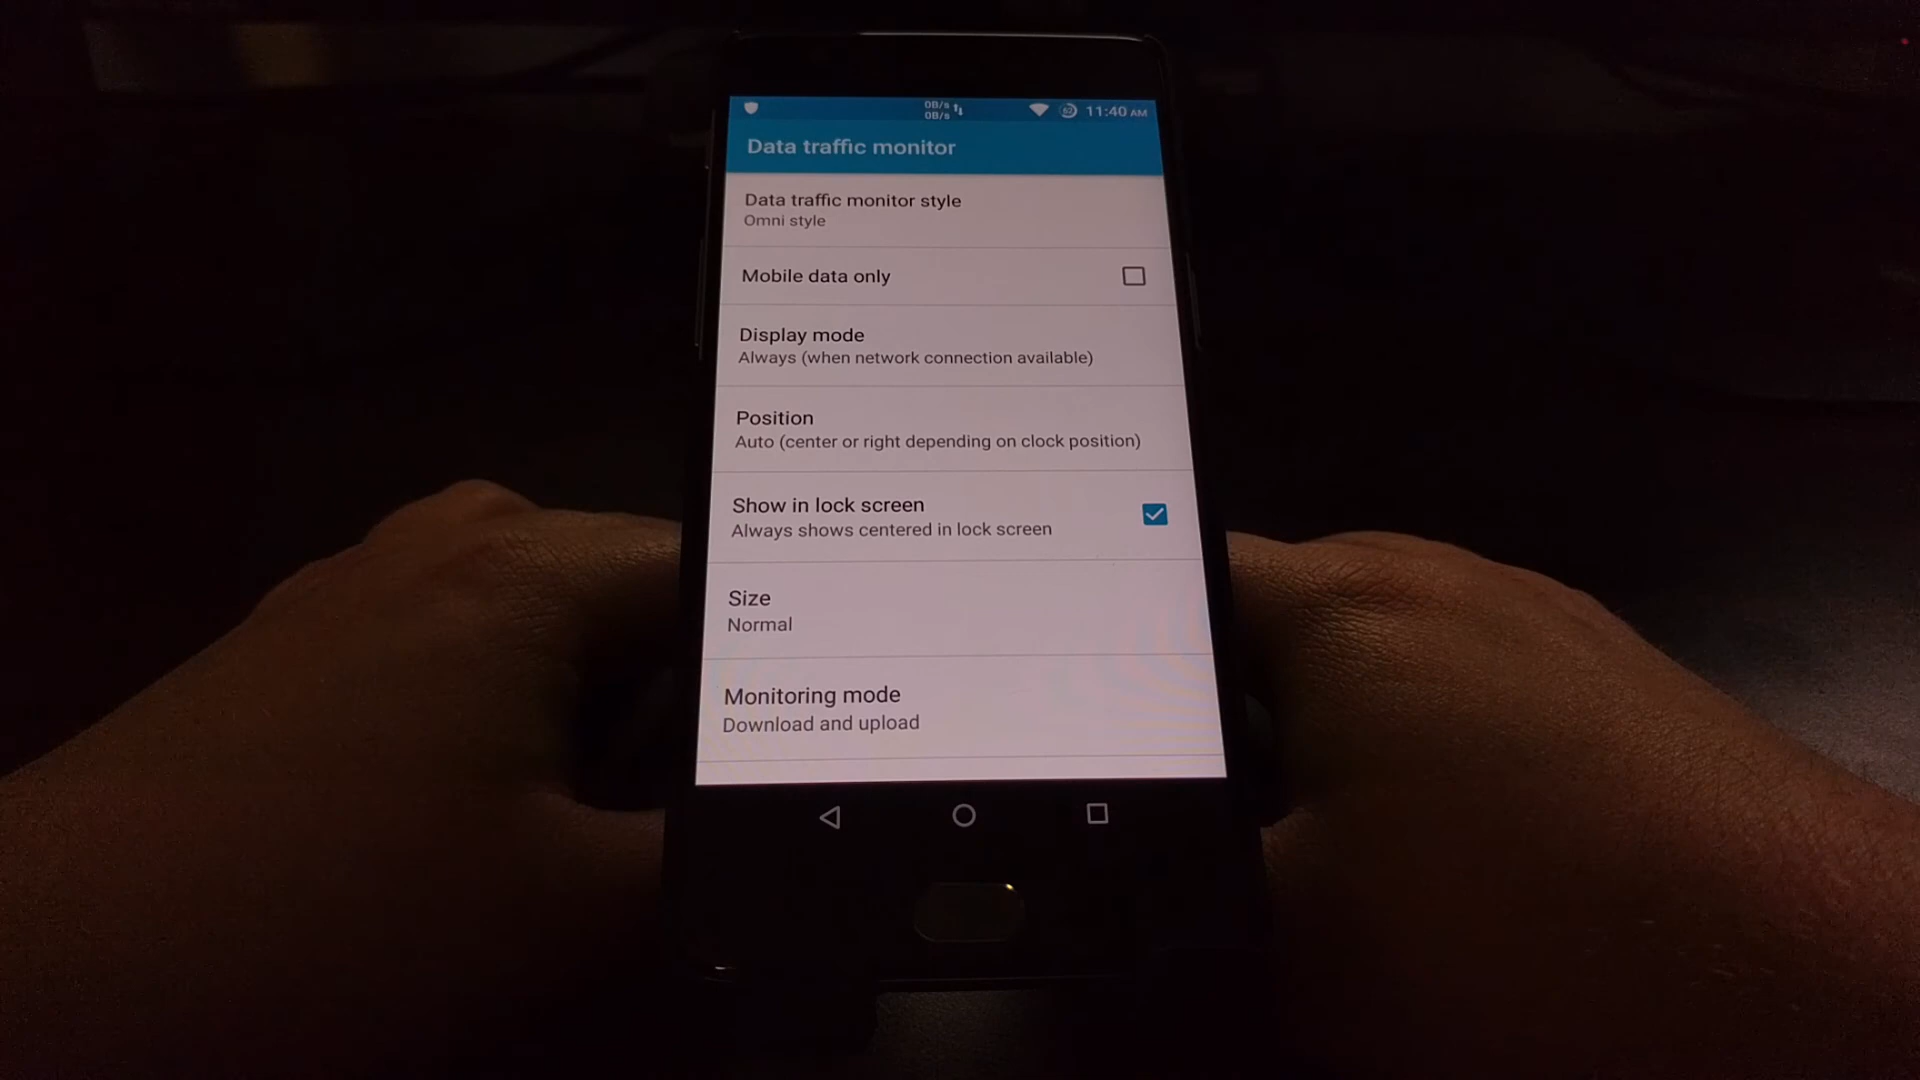 0B/s
0B/s
11:40 AM
Data traffic monitor
Data traffic monitor style
Omni style
Mobile data only
Display mode
Always (when network connection available)
Position
Auto (center or right depending on clock position)
Show in lock screen
Always shows centered in lock screen
Size
Normal
Monitoring mode
Download and upload